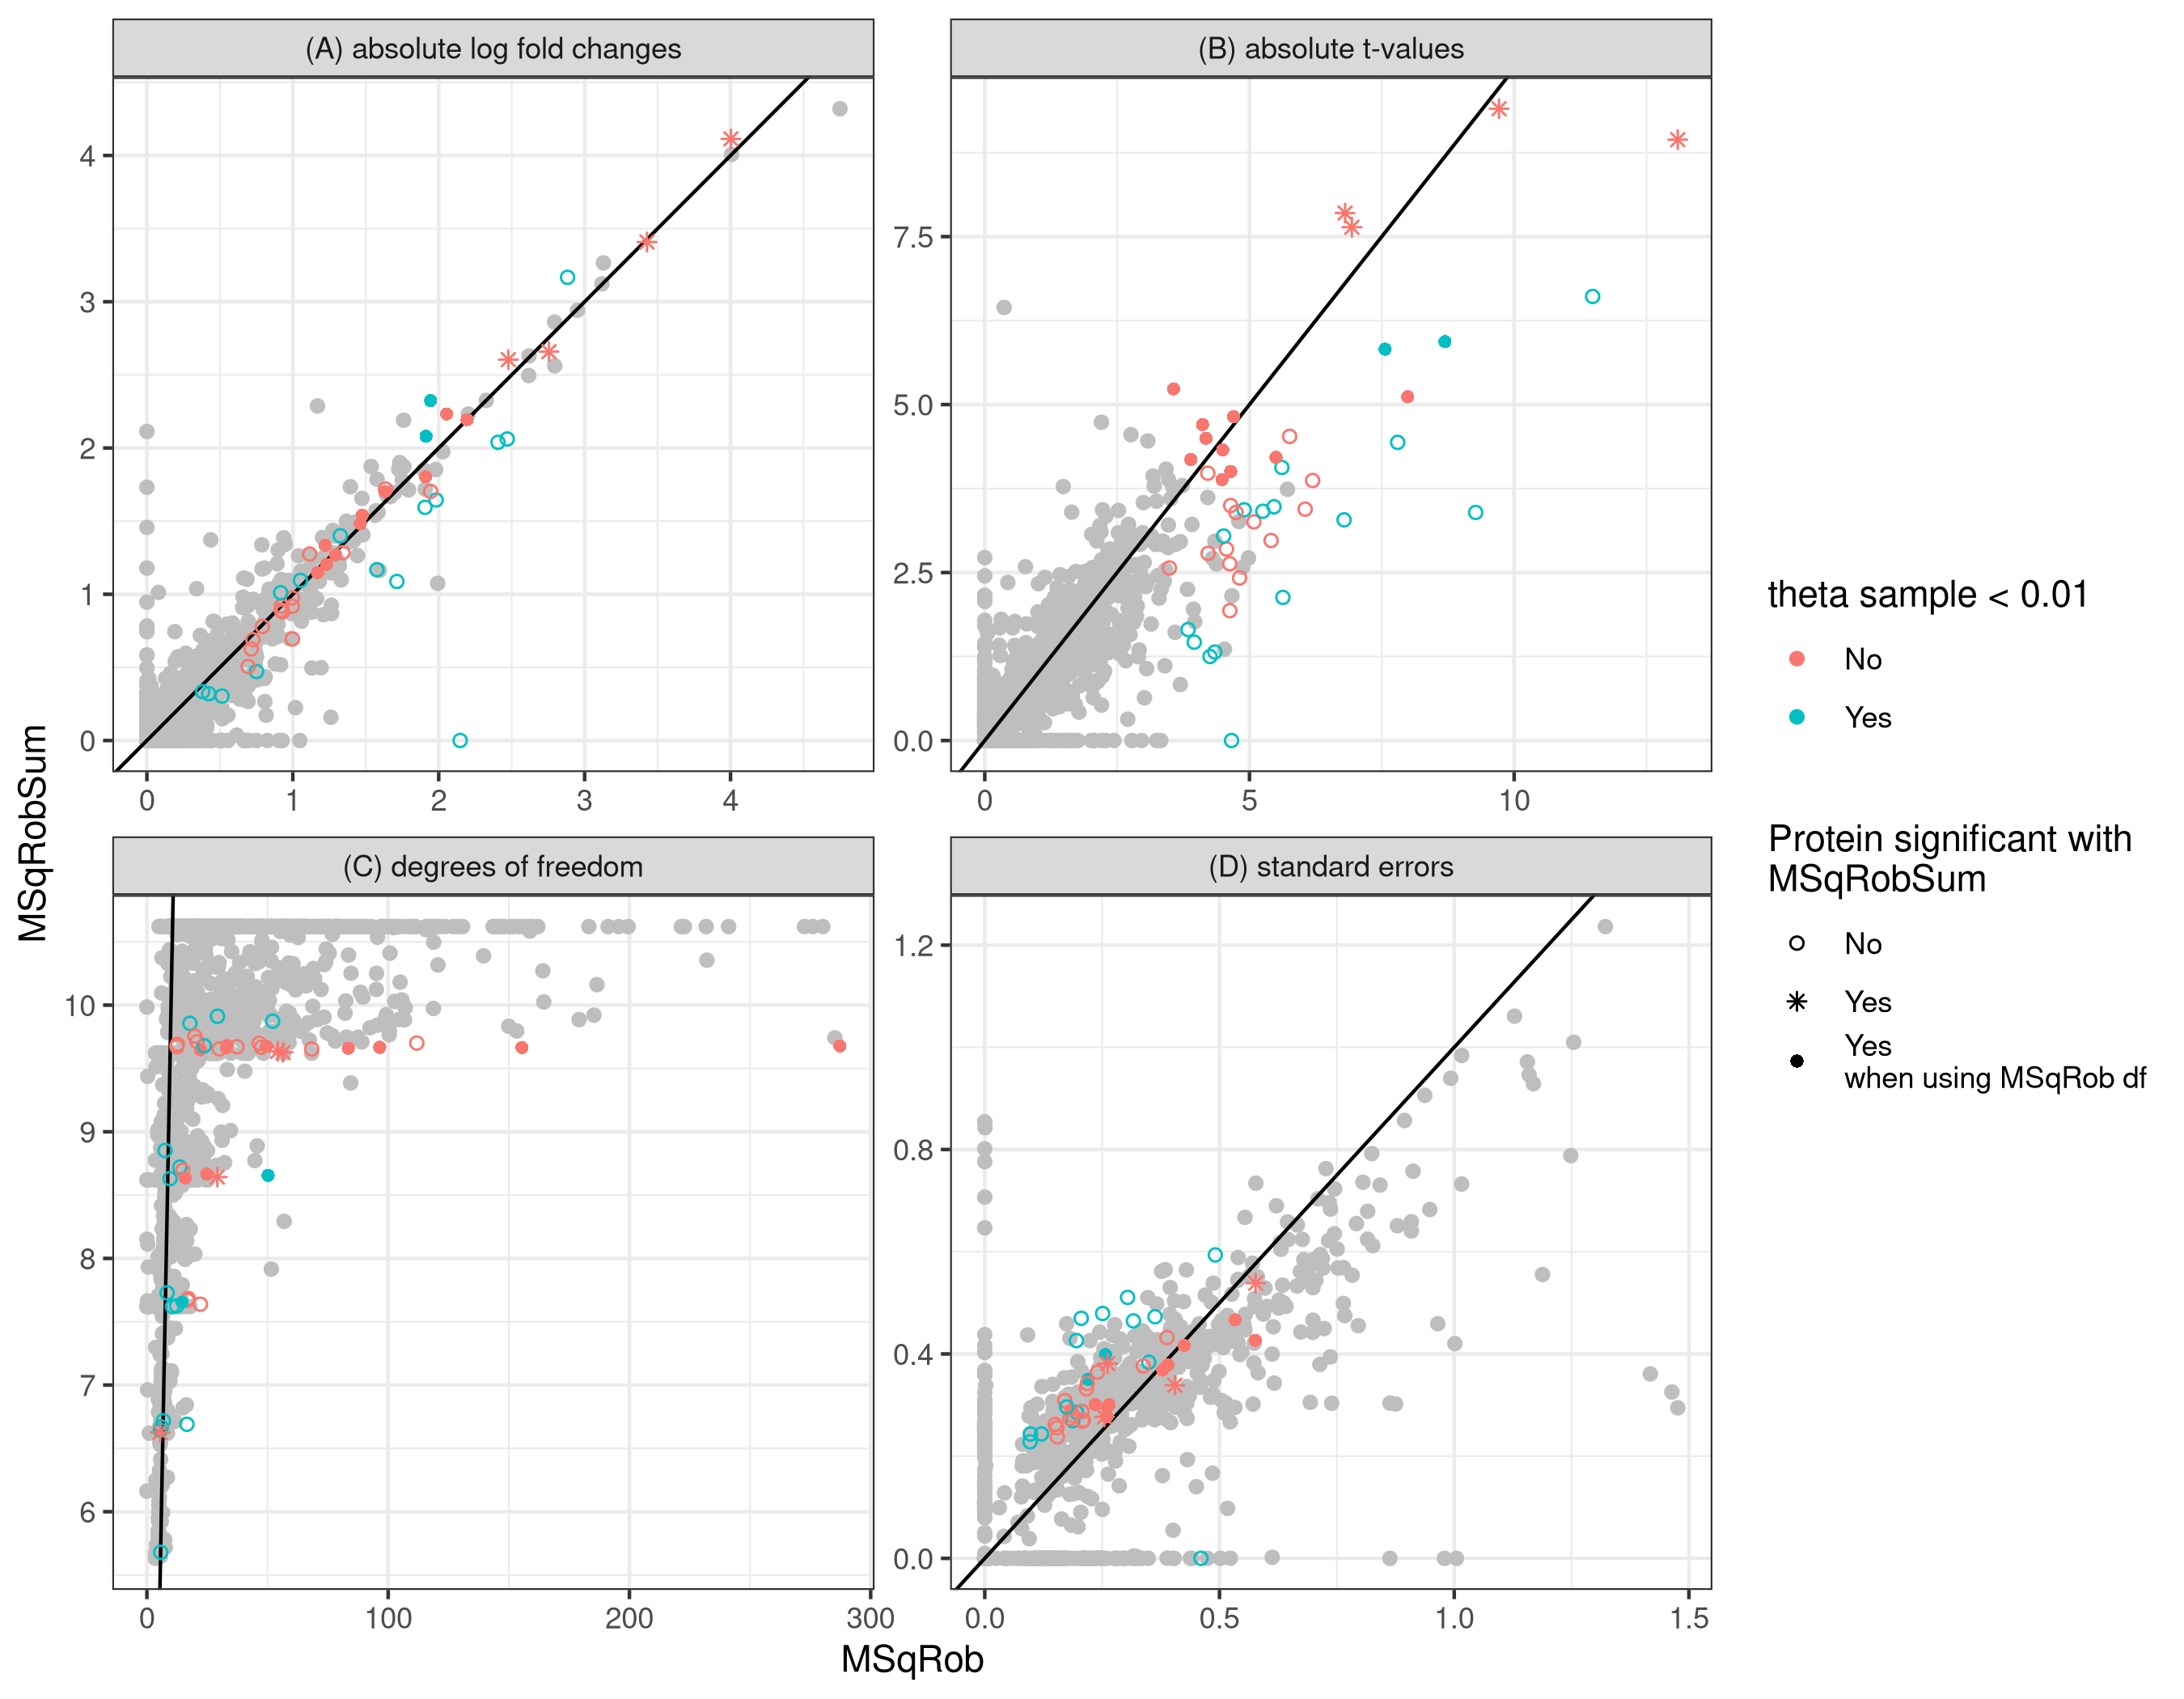 (A) absolute log fold changes
(B) absolute t-values
4
3
2
1
0
7.5
5.0
2.5
0.0
0 1 2 3 4
0 5 10
(C) degrees of freedom
(D) standard errors
10
9
8
7
6
1.2
0.8
0.4
0.0
0 100 200 300
0.0 0.5 1.0 1.5
MSqRobSum
MSqRob
theta sample < 0.01
No
Yes
Protein significant with
MSqRobSum
No
Yes
Yes
when using MSqRob df